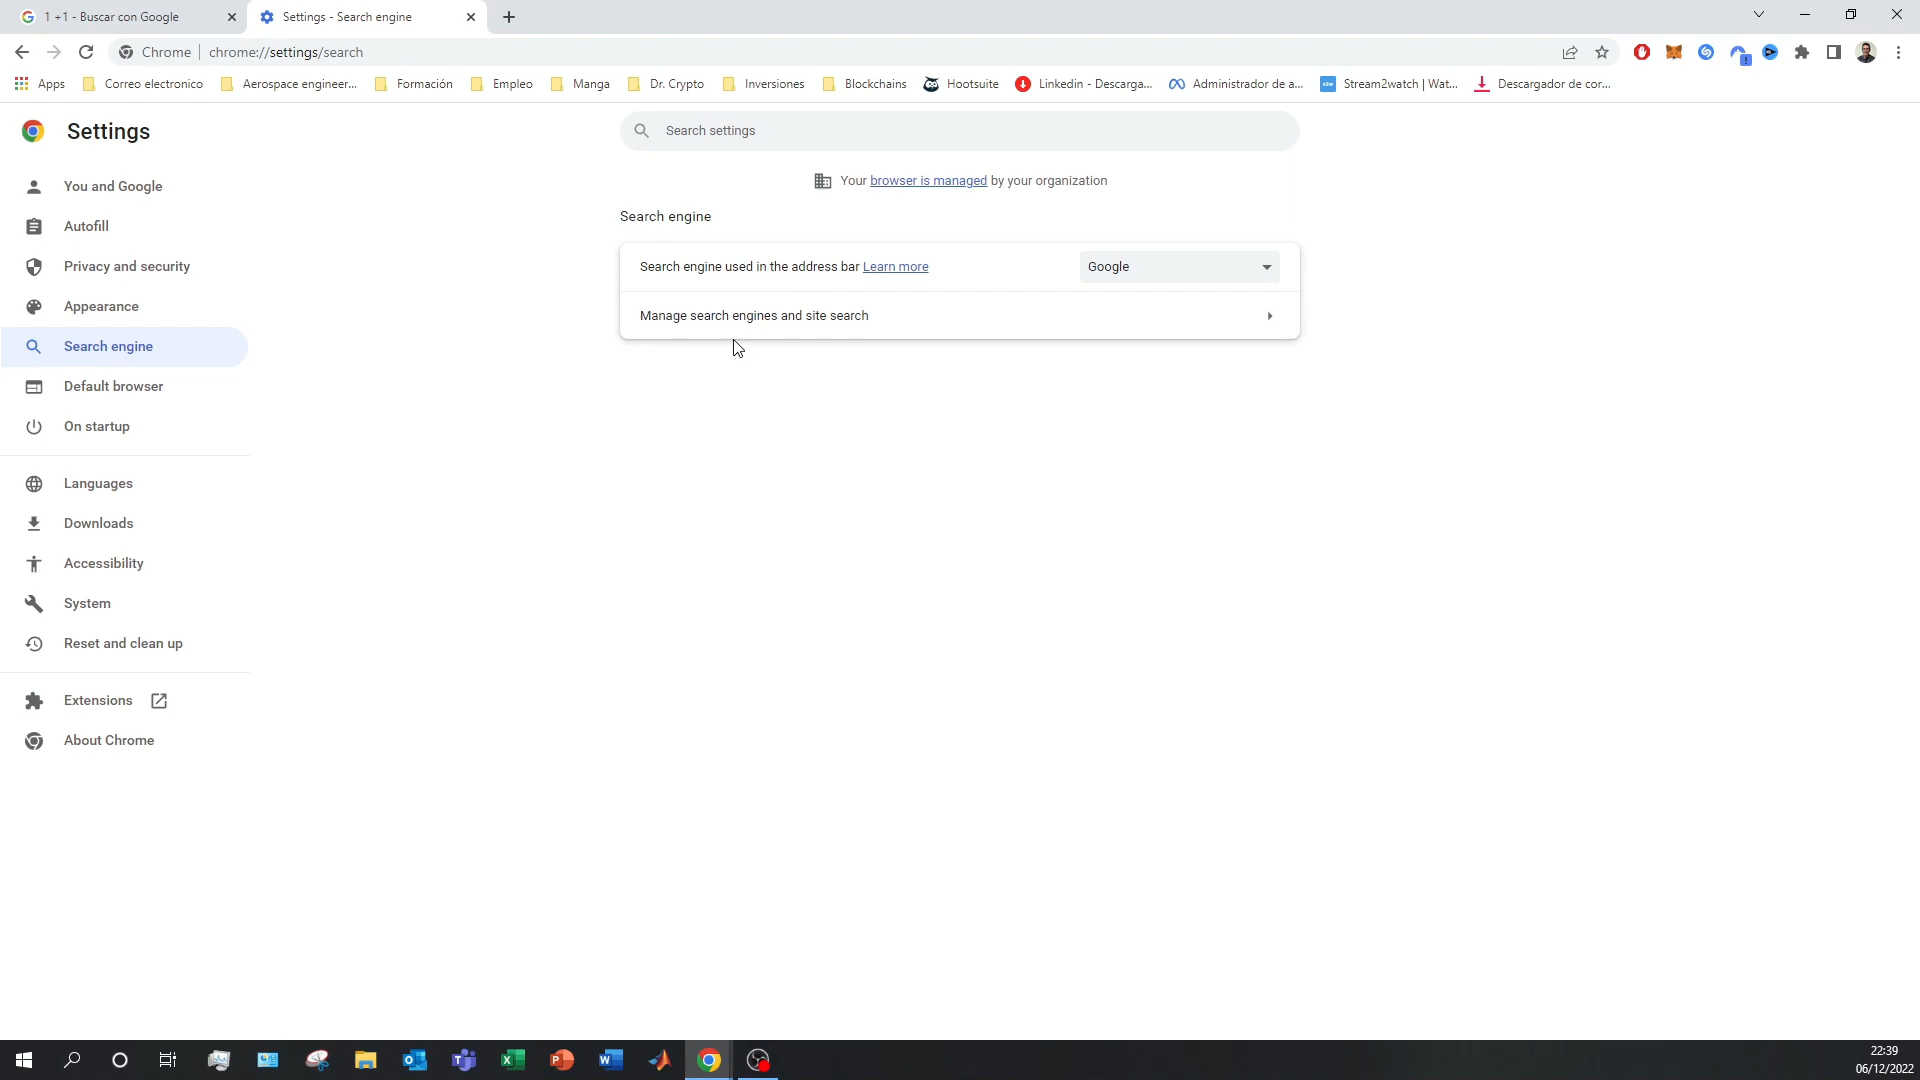 1 +1 - Buscar con Google
Settings - Search engine
Chrome
chrome://settings/search
Apps
Correo electronico
Aerospace engineer...
Formación
Empleo
Manga
Dr. Crypto
Inversiones
Blockchains
Hootsuite
Linkedin - Descarga...
Administrador de a...
Stream2watch | Wat...
Descargador de cor...
Settings
Search settings
Your browser is managed by your organization
You and Google
Autofill
Privacy and security
Appearance
Search engine
Default browser
On startup
Languages
Downloads
Accessibility
System
Reset and clean up
Extensions
About Chrome
Search engine
Search engine used in the address bar Learn more
Google
Manage search engines and site search
22:39
06/12/2022